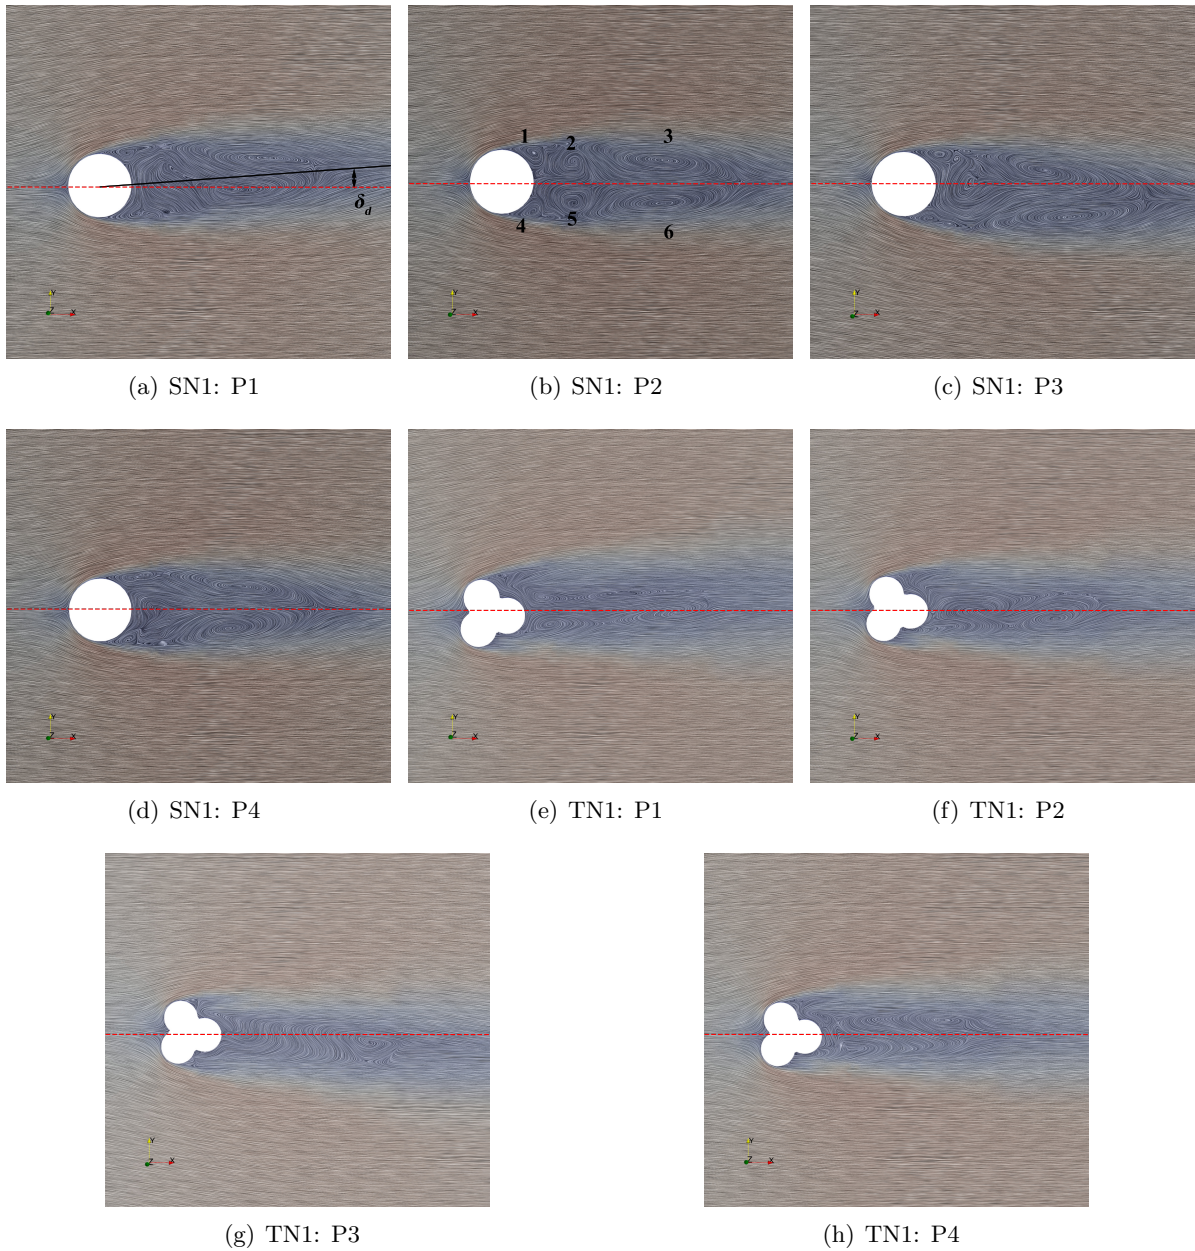 δd
1
2
3
4
5
6
Y
Z
X
Y
Z
X
Y
Z
X
(a) SN1: P1
(b) SN1: P2
(c) SN1: P3
Y
Z
X
Y
Z
X
Y
Z
X
(d) SN1: P4
(e) TN1: P1
(f) TN1: P2
Y
Z
X
Y
Z
X
(g) TN1: P3
(h) TN1: P4